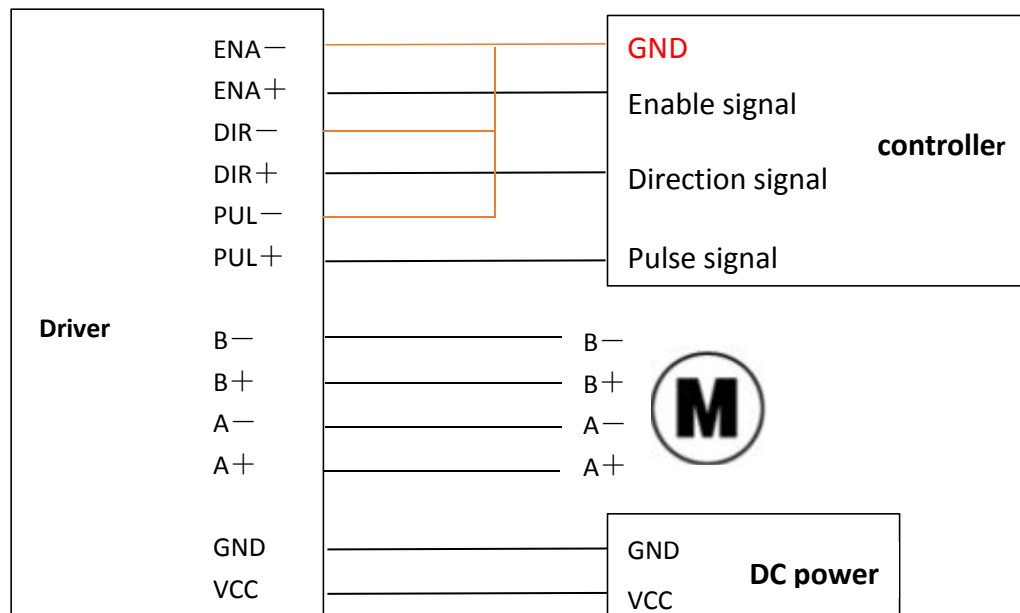 ENA－
ENA＋
DIR－
DIR＋
PUL－
PUL＋
Driver
B－
B＋
A－
A＋
GND
VCC
GND
Enable signal
controller
Direction signal
Pulse signal
B－
B＋
A－
A＋
M
GND
DC power
VCC